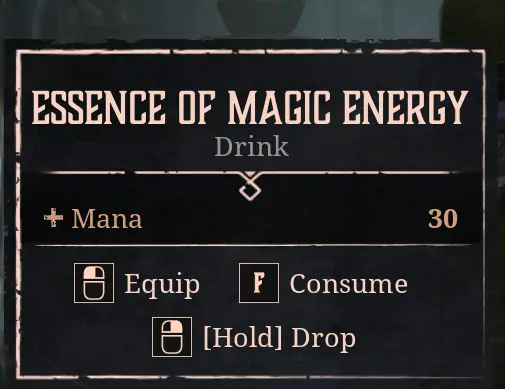 ESSENCE OF MAGIC ENERGY
Drink
Mana 30
Equip F Consume
[Hold] Drop